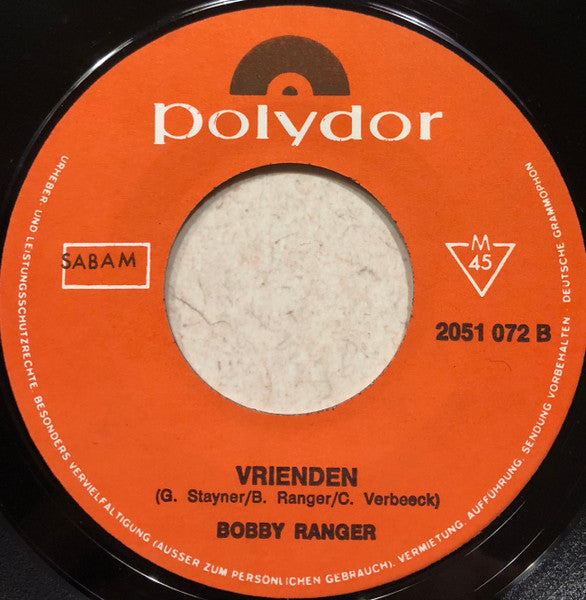 polydor
SABAM
M
45
2051 072 B
VRIENDEN
(G. Stayner/B. Ranger/C. Verbeeck)
BOBBY RANGER
URHEBER- UND LEISTUNGSSCHUTZRECHTE, BESONDERS VERVIELFÄLTIGUNG (AUSSER ZUM PERSÖNLICHEN GEBRAUCH), VERMIETUNG, AUFFÜHRUNG, SENDUNG VORBEHALTEN DEUTSCHE GRAMMOPHON